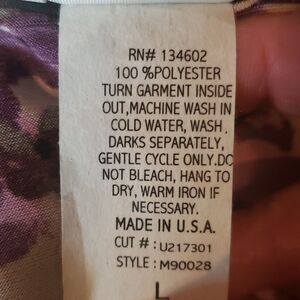 RN# 134602
100 %POLYESTER
TURN GARMENT INSIDE
OUT,MACHINE WASH IN
COLD WATER, WASH
DARKS SEPARATELY,
GENTLE CYCLE ONLY.DO
NOT BLEACH, HANG TO
DRY, WARM IRON IF
NECESSARY.
MADE IN U.S.A.
CUT # : U217301
STYLE : M90028
L